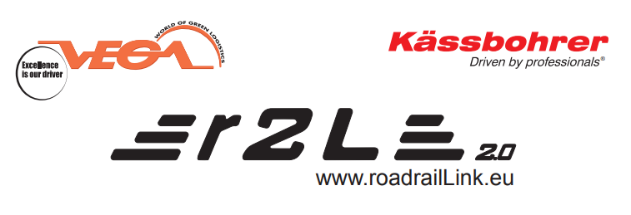 WORLD OF GREEN LOGISTICS
VEGA
Excellence
is our driver
Kässbohrer
Driven by professionals®
r2L 2.0
www.roadrailLink.eu